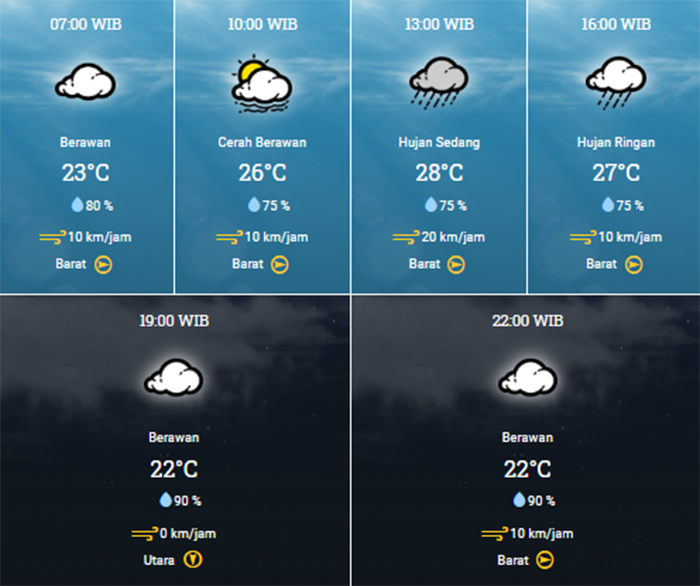 07:00 WIB
Berawan
23°C
80 %
10 km/jam
Barat
10:00 WIB
Cerah Berawan
26°C
75 %
10 km/jam
Barat
13:00 WIB
Hujan Sedang
28°C
75 %
20 km/jam
Barat
16:00 WIB
Hujan Ringan
27°C
75 %
10 km/jam
Barat
19:00 WIB
Berawan
22°C
90 %
0 km/jam
Utara
22:00 WIB
Berawan
22°C
90 %
10 km/jam
Barat